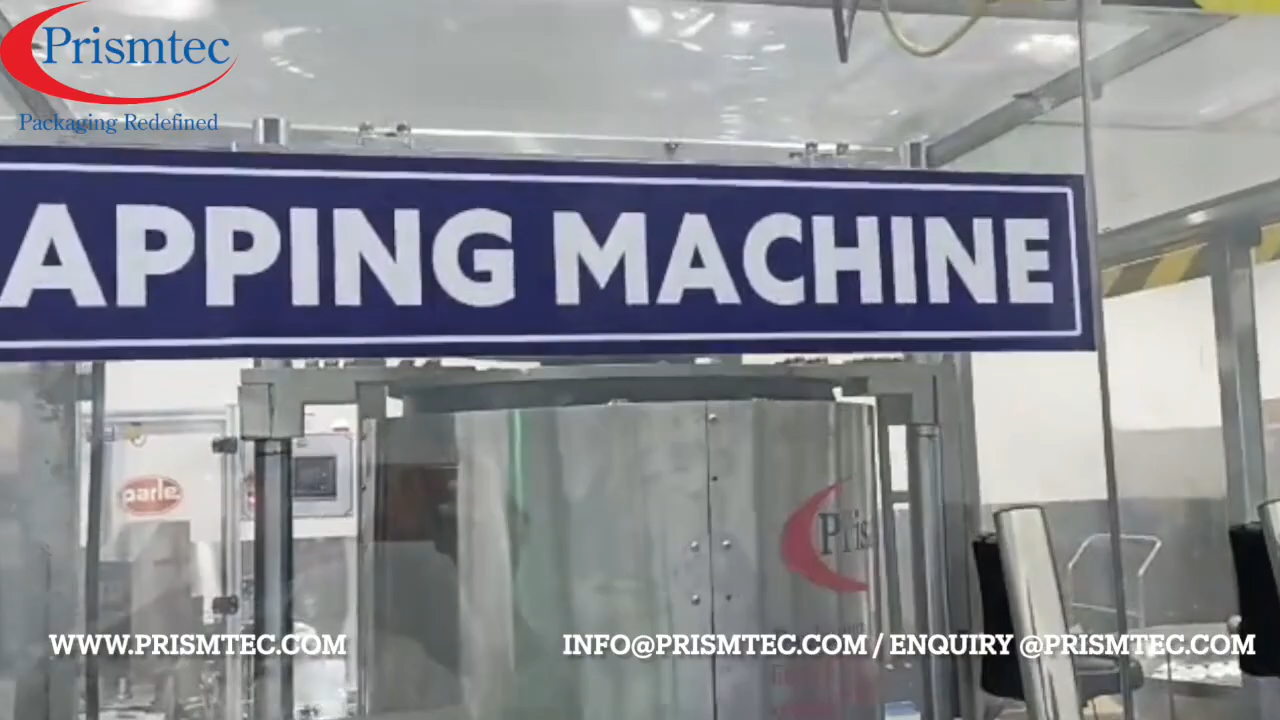 Prismtec
Packaging Redefined
APPING MACHINE
parle
Pris
WWW.PRISMTEC.COM
INFO@PRISMTEC.COM / ENQUIRY @PRISMTEC.COM